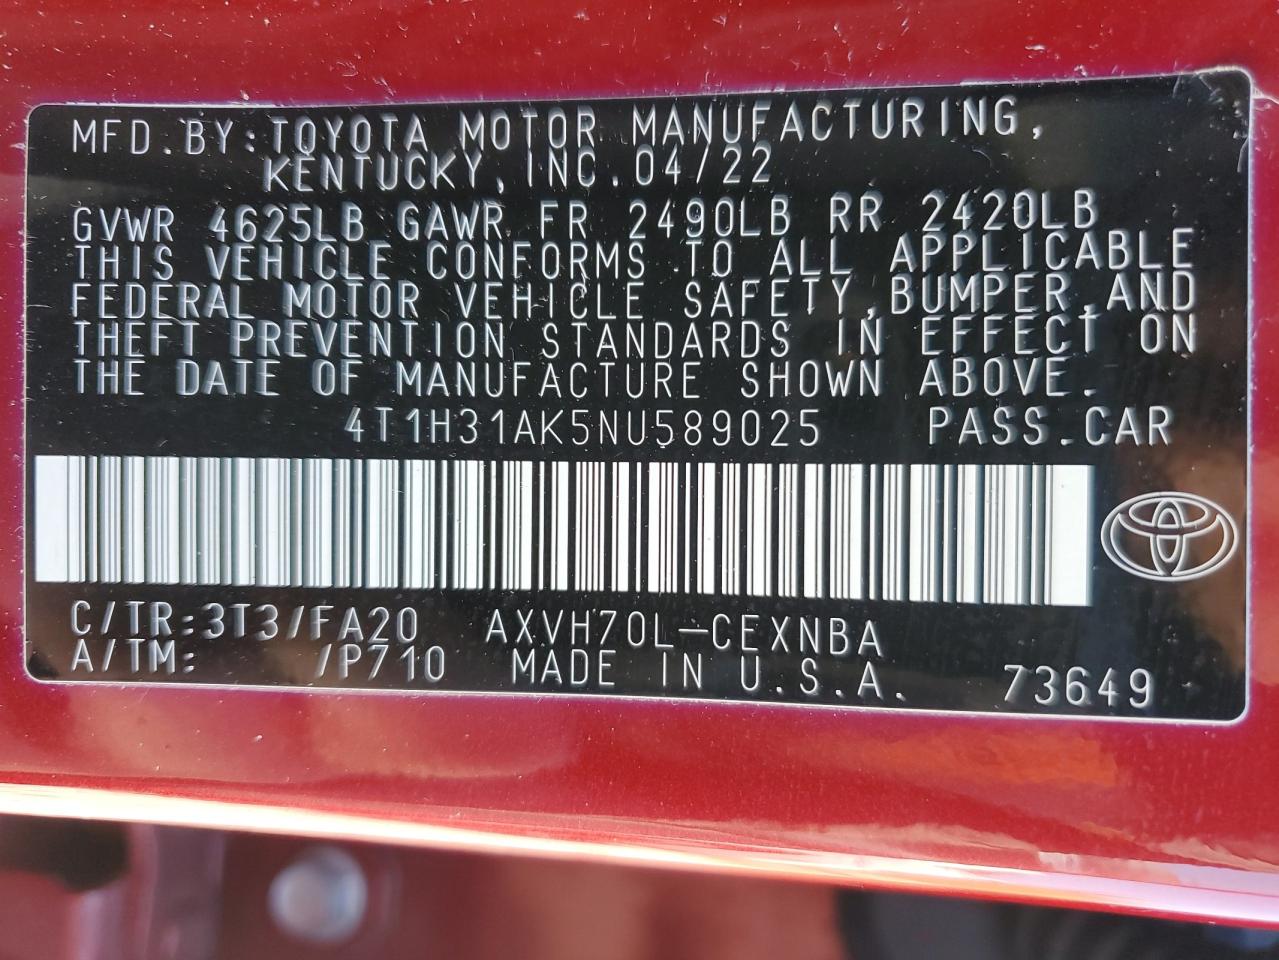 MFD.BY:TOYOTA MOTOR MANUFACTURING,
KENTUCKY,INC.04/22
GVWR 4625LB GAWR FR 2490LB RR 2420LB
THIS VEHICLE CONFORMS TO ALL APPLICABLE
FEDERAL MOTOR VEHICLE SAFETY,BUMPER,AND
THEFT PREVENTION STANDARDS IN EFFECT ON
THE DATE OF MANUFACTURE SHOWN ABOVE.
4T1H31AK5NU589025 PASS.CAR
C/TR:3T3/FA20 AXVH70L-CEXNBA
A/TM: /P710 MADE IN U.S.A. 73649